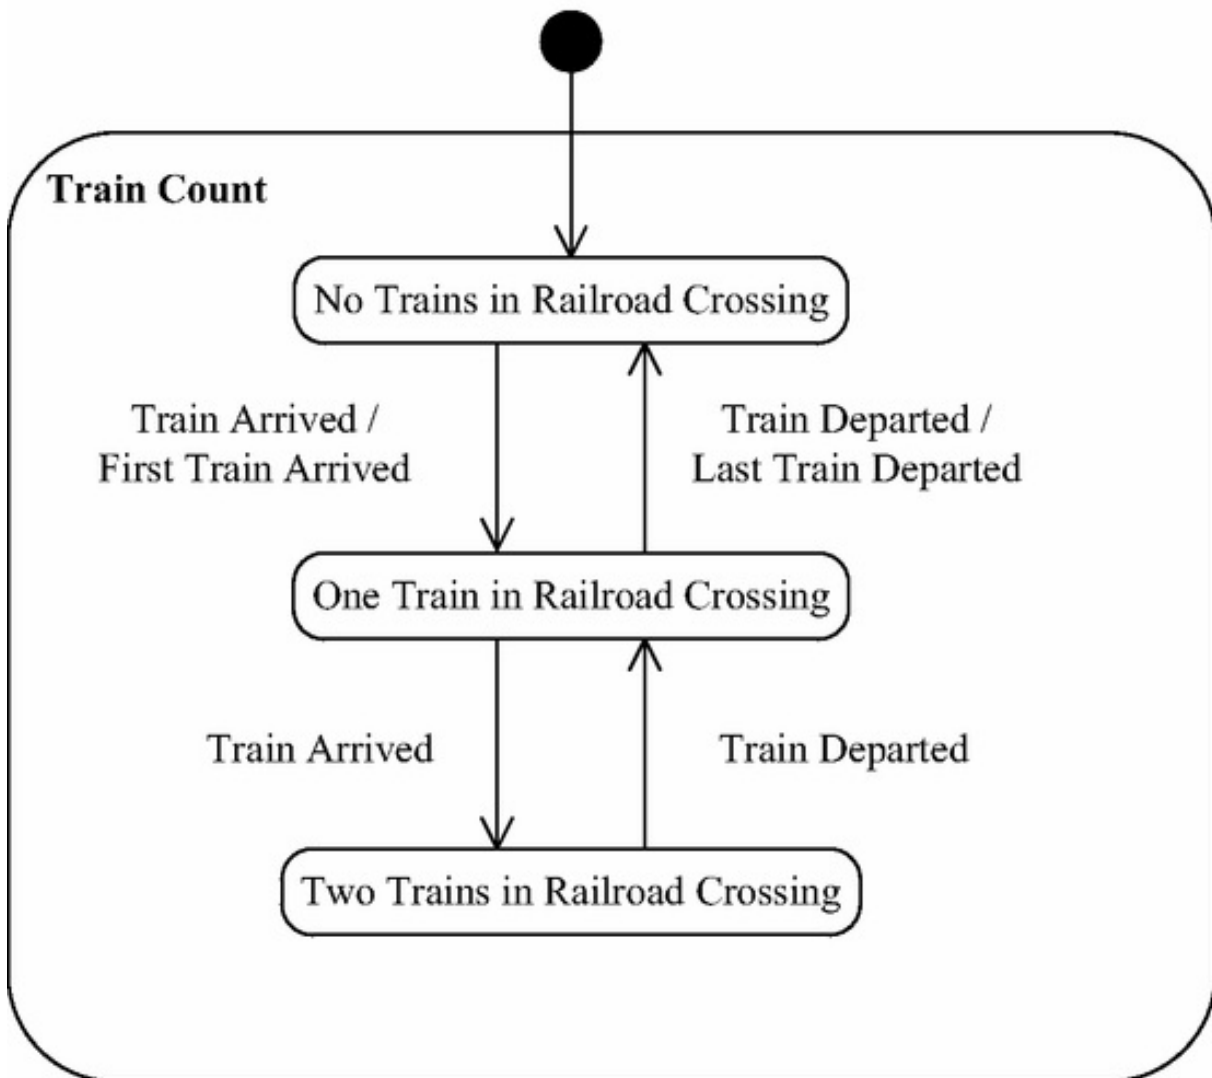 Train Count
No Trains in Railroad Crossing
Train Arrived /
First Train Arrived
Train Departed /
Last Train Departed
One Train in Railroad Crossing
Train Arrived
Train Departed
Two Trains in Railroad Crossing